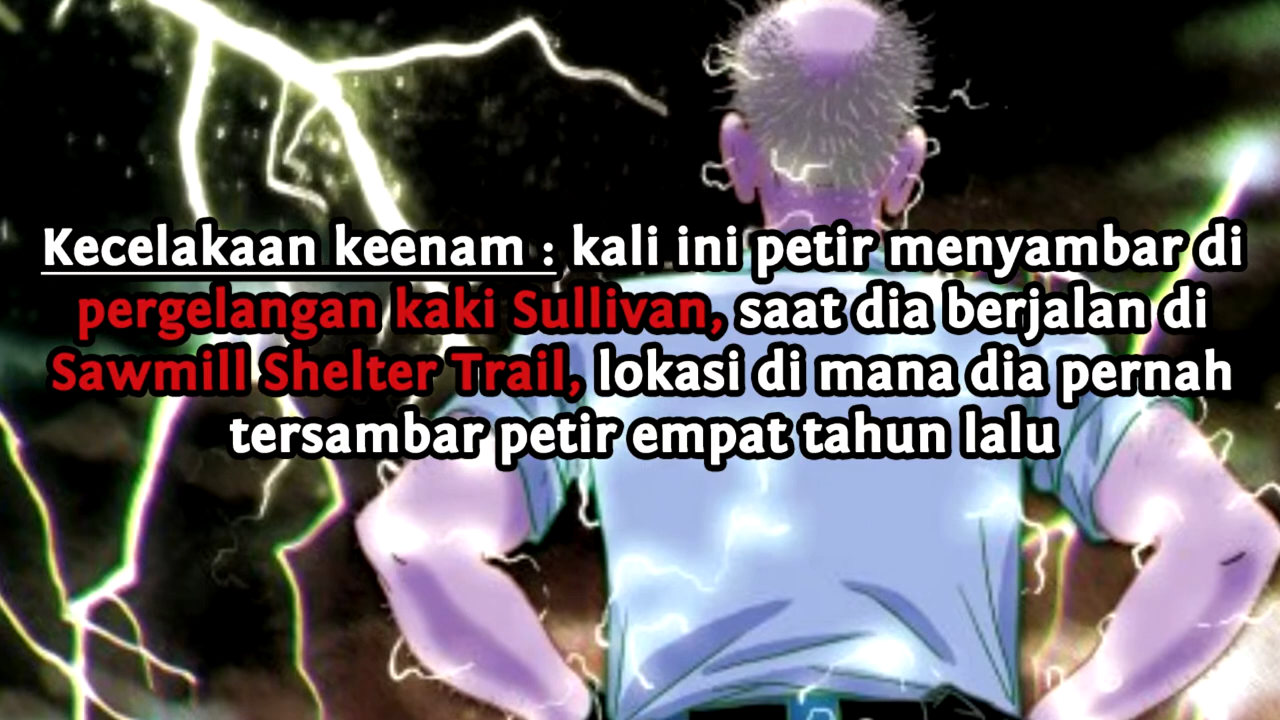 Kecelakaan keenam : kali ini petir menyambar di
pergelangan kaki Sullivan, saat dia berjalan di
Sawmill Shelter Trail, lokasi di mana dia pernah
tersambar petir empat tahun lalu